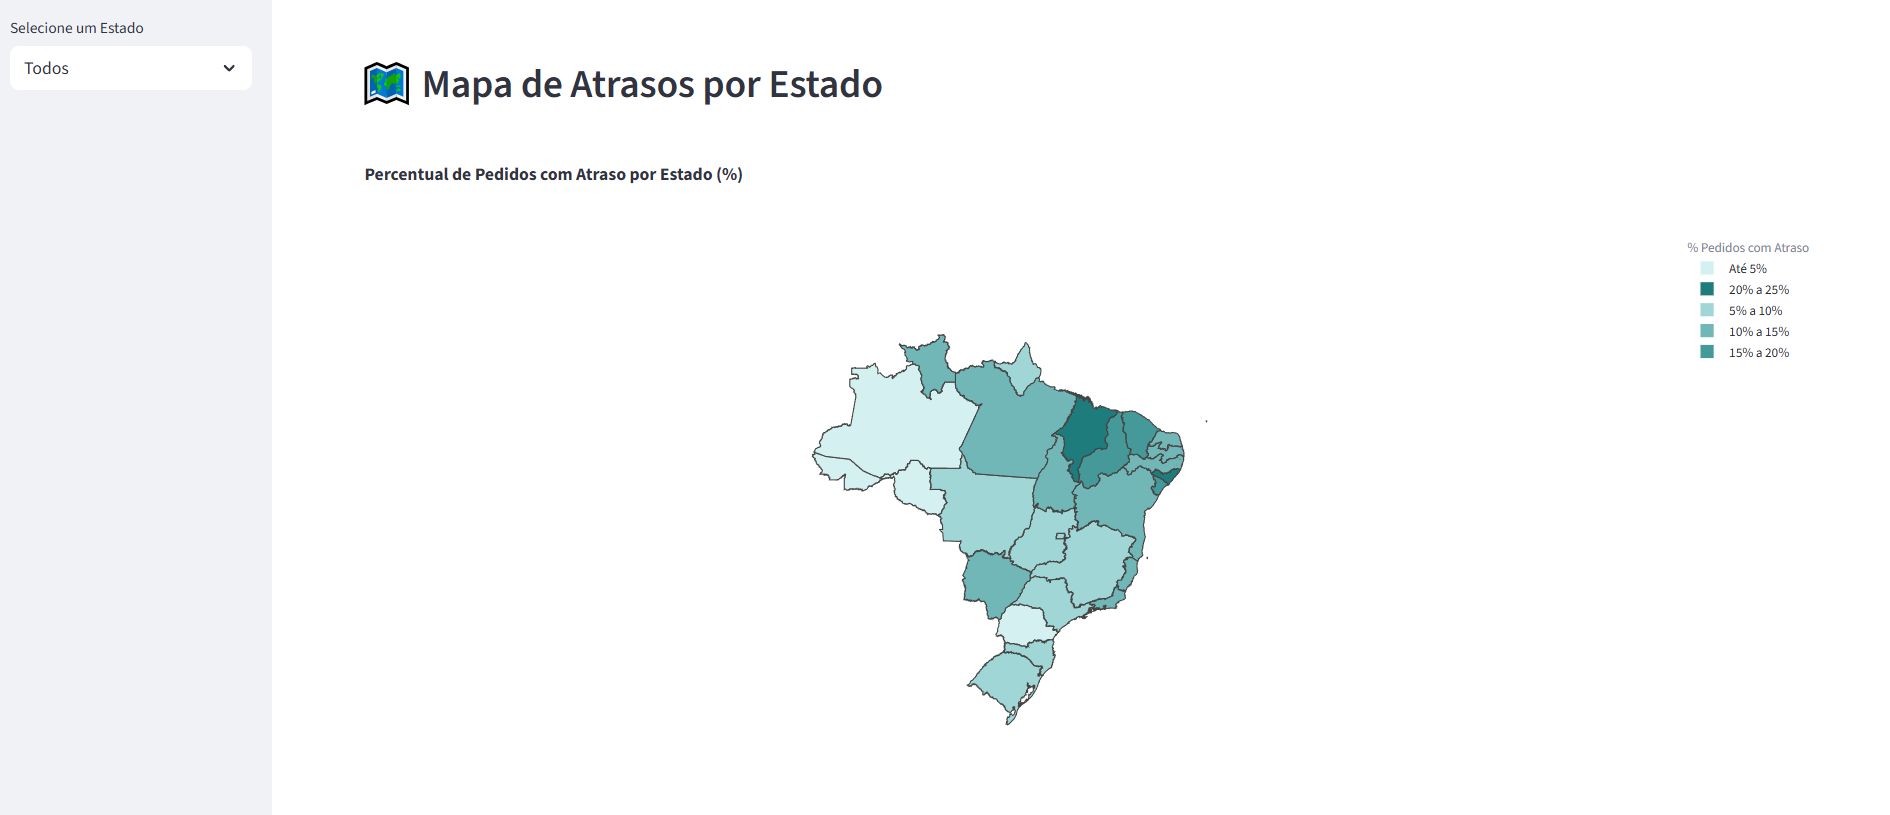 Selecione um Estado
Todos
Mapa de Atrasos por Estado
Percentual de Pedidos com Atraso por Estado (%)
% Pedidos com Atraso
Até 5%
20% a 25%
5% a 10%
10% a 15%
15% a 20%